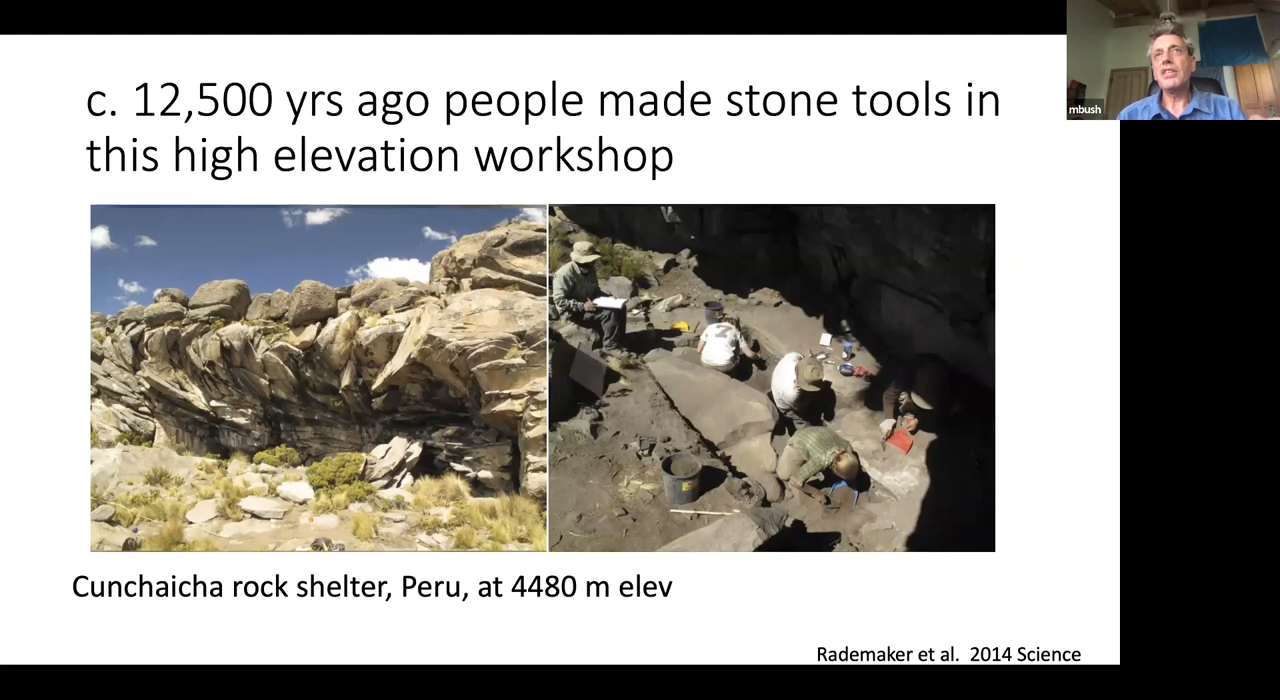 c. 12,500 yrs ago people made stone tools in
this high elevation workshop
mbush
Cunchaicha rock shelter, Peru, at 4480 m elev
Rademaker et al.  2014 Science